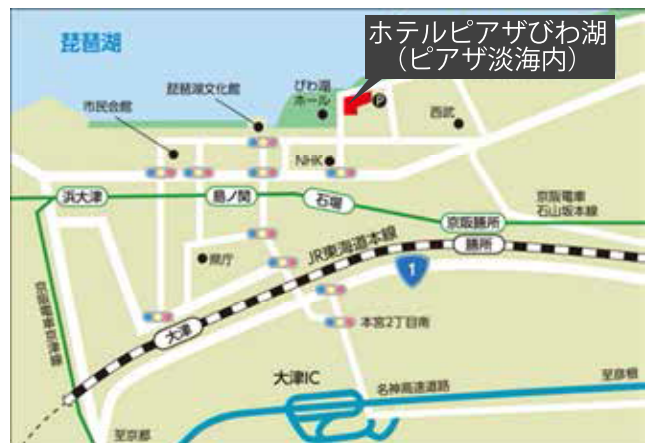 ホテルピアザびわ湖
（ピアザ淡海内）
琵琶湖
びわ湖
ホール
P
琵琶湖文化館
市民会館
西武
NHK
浜大津
島ノ関
石場
京阪電車
石山坂本線
京阪膳所
膳所
県庁
JR東海道本線
1
京阪電車京津線
大津
本宮2丁目南
大津IC
名神高速道路
至彦根
至京都